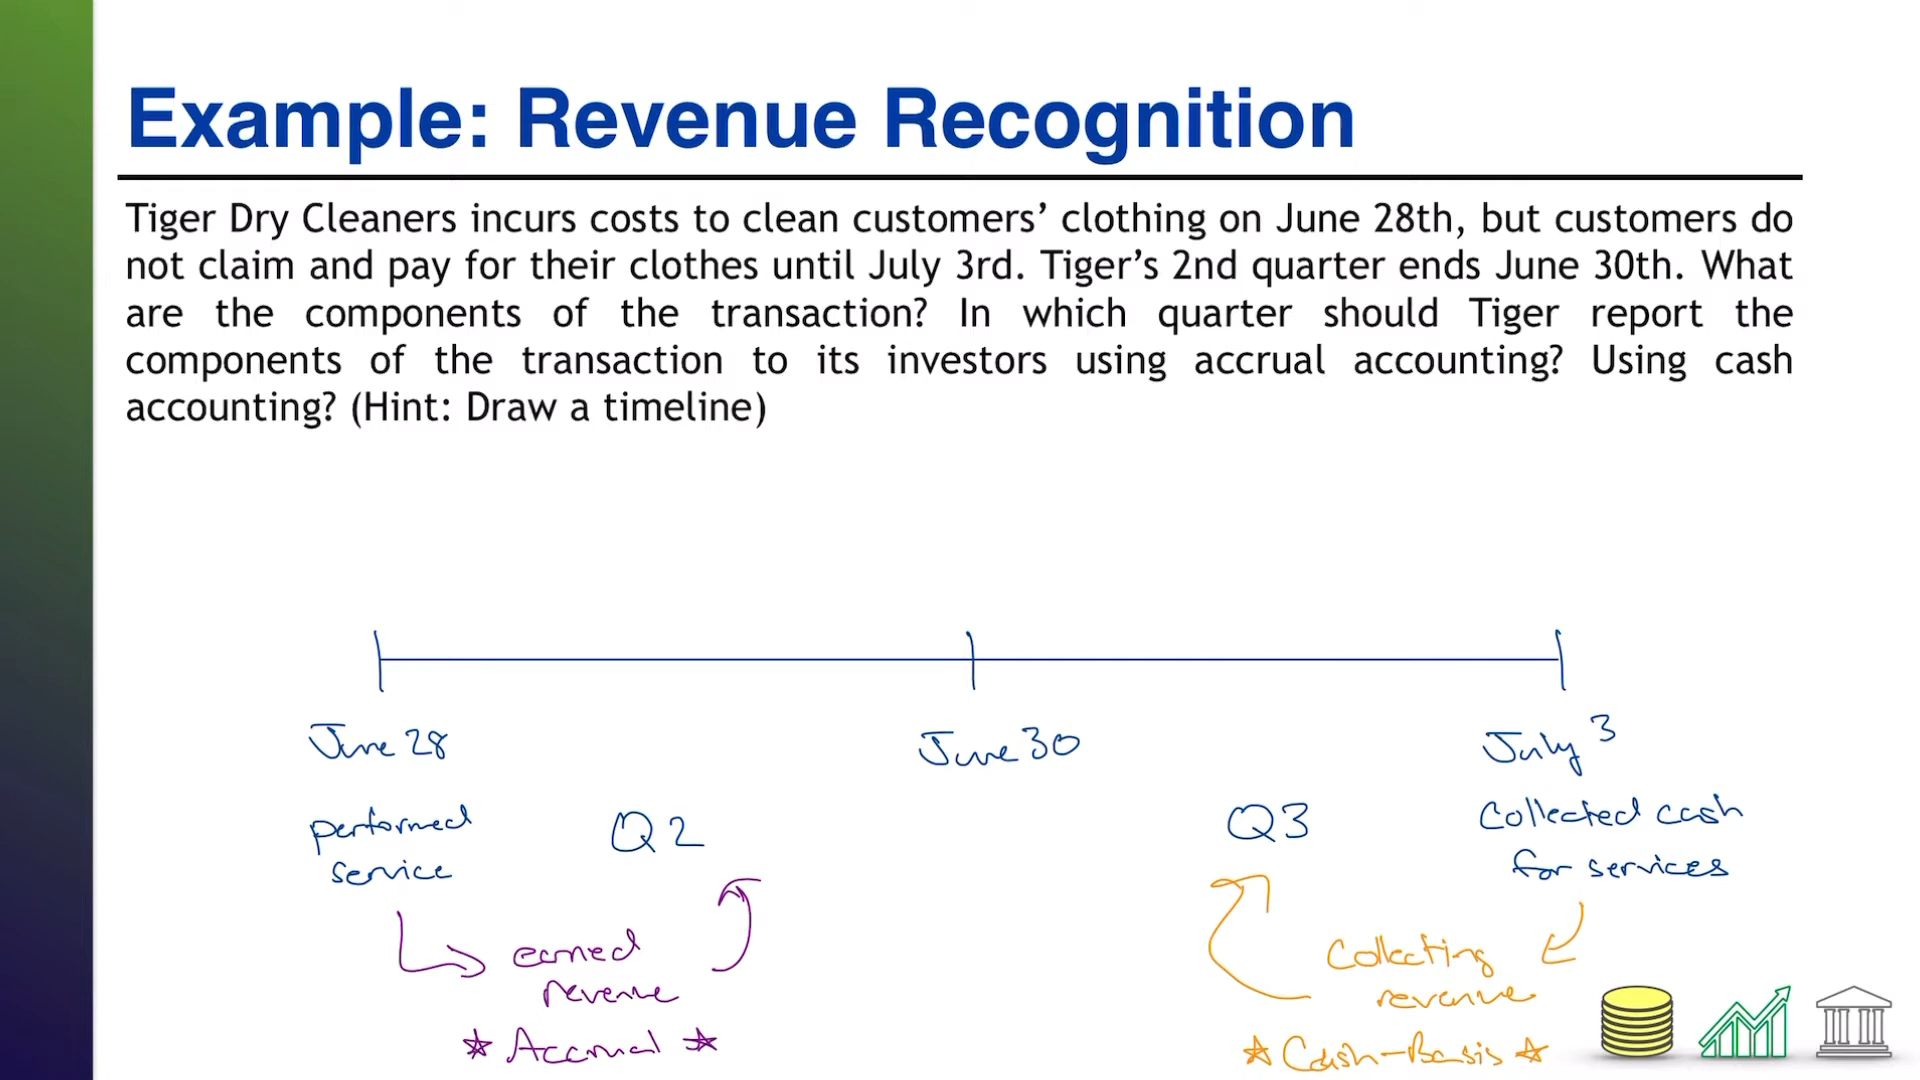 Example: Revenue Recognition
Tiger Dry Cleaners incurs costs to clean customers’ clothing on June 28th, but customers do
not claim and pay for their clothes until July 3rd. Tiger’s 2nd quarter ends June 30th. What
are the components of the transaction? In which quarter should Tiger report the
components of the transaction to its investors using accrual accounting? Using cash
accounting? (Hint: Draw a timeline)
June 28
June 30
July 3
performed
service
Q2
Q3
Collected cash
for services
earned
revenue
★ Accrual ★
Collecting
revenue
★ Cash-Basis ★